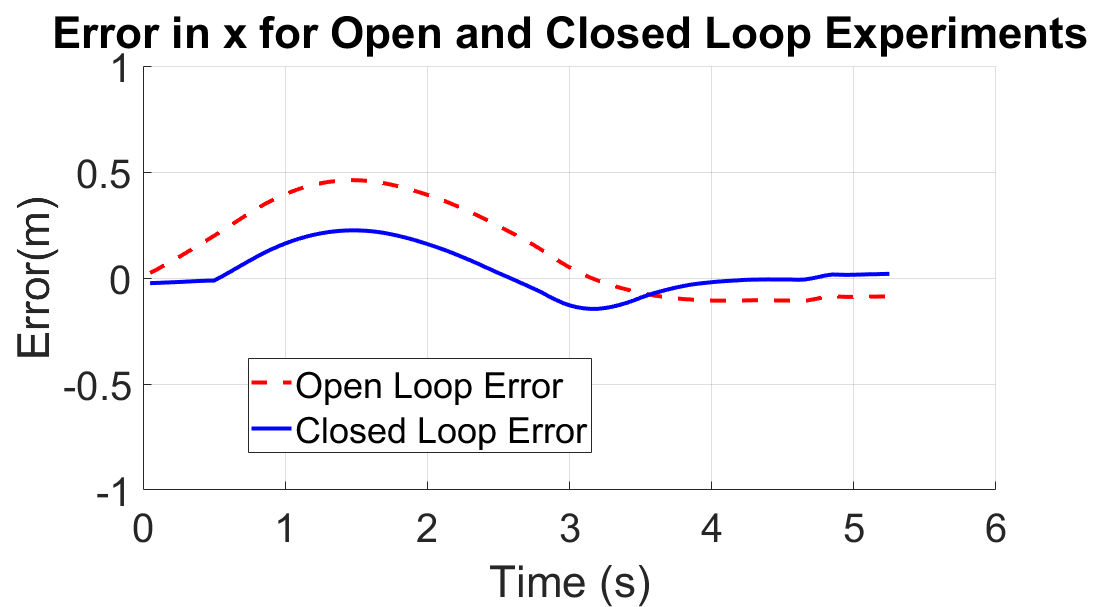 Error in x for Open and Closed Loop Experiments
1
0.5
0
-0.5
-1
Error(m)
Open Loop Error
Closed Loop Error
0 1 2 3 4 5 6
Time (s)